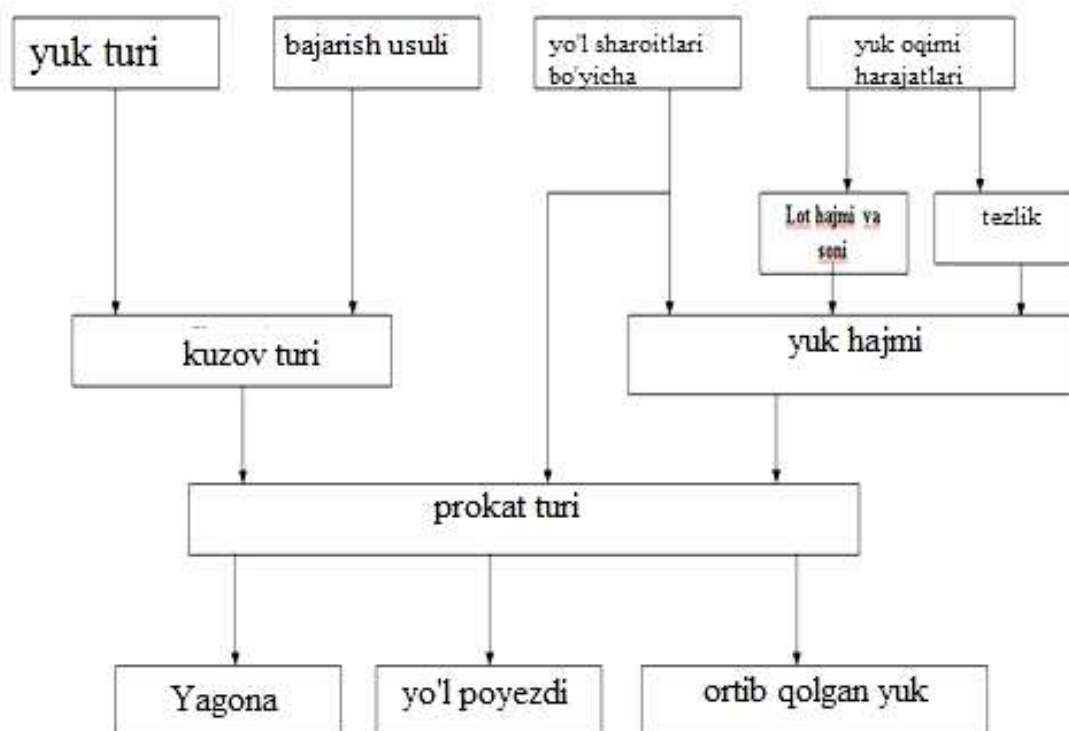 yuk turi
bajarish usuli
yo'l sharoitlari
bo'yicha
yuk oqimi
harajatlari
Lot hajmi va
soni
tezlik
kuzov turi
yuk hajmi
prokat turi
Yagona
yo'l poyezdi
ortib qolgan yuk